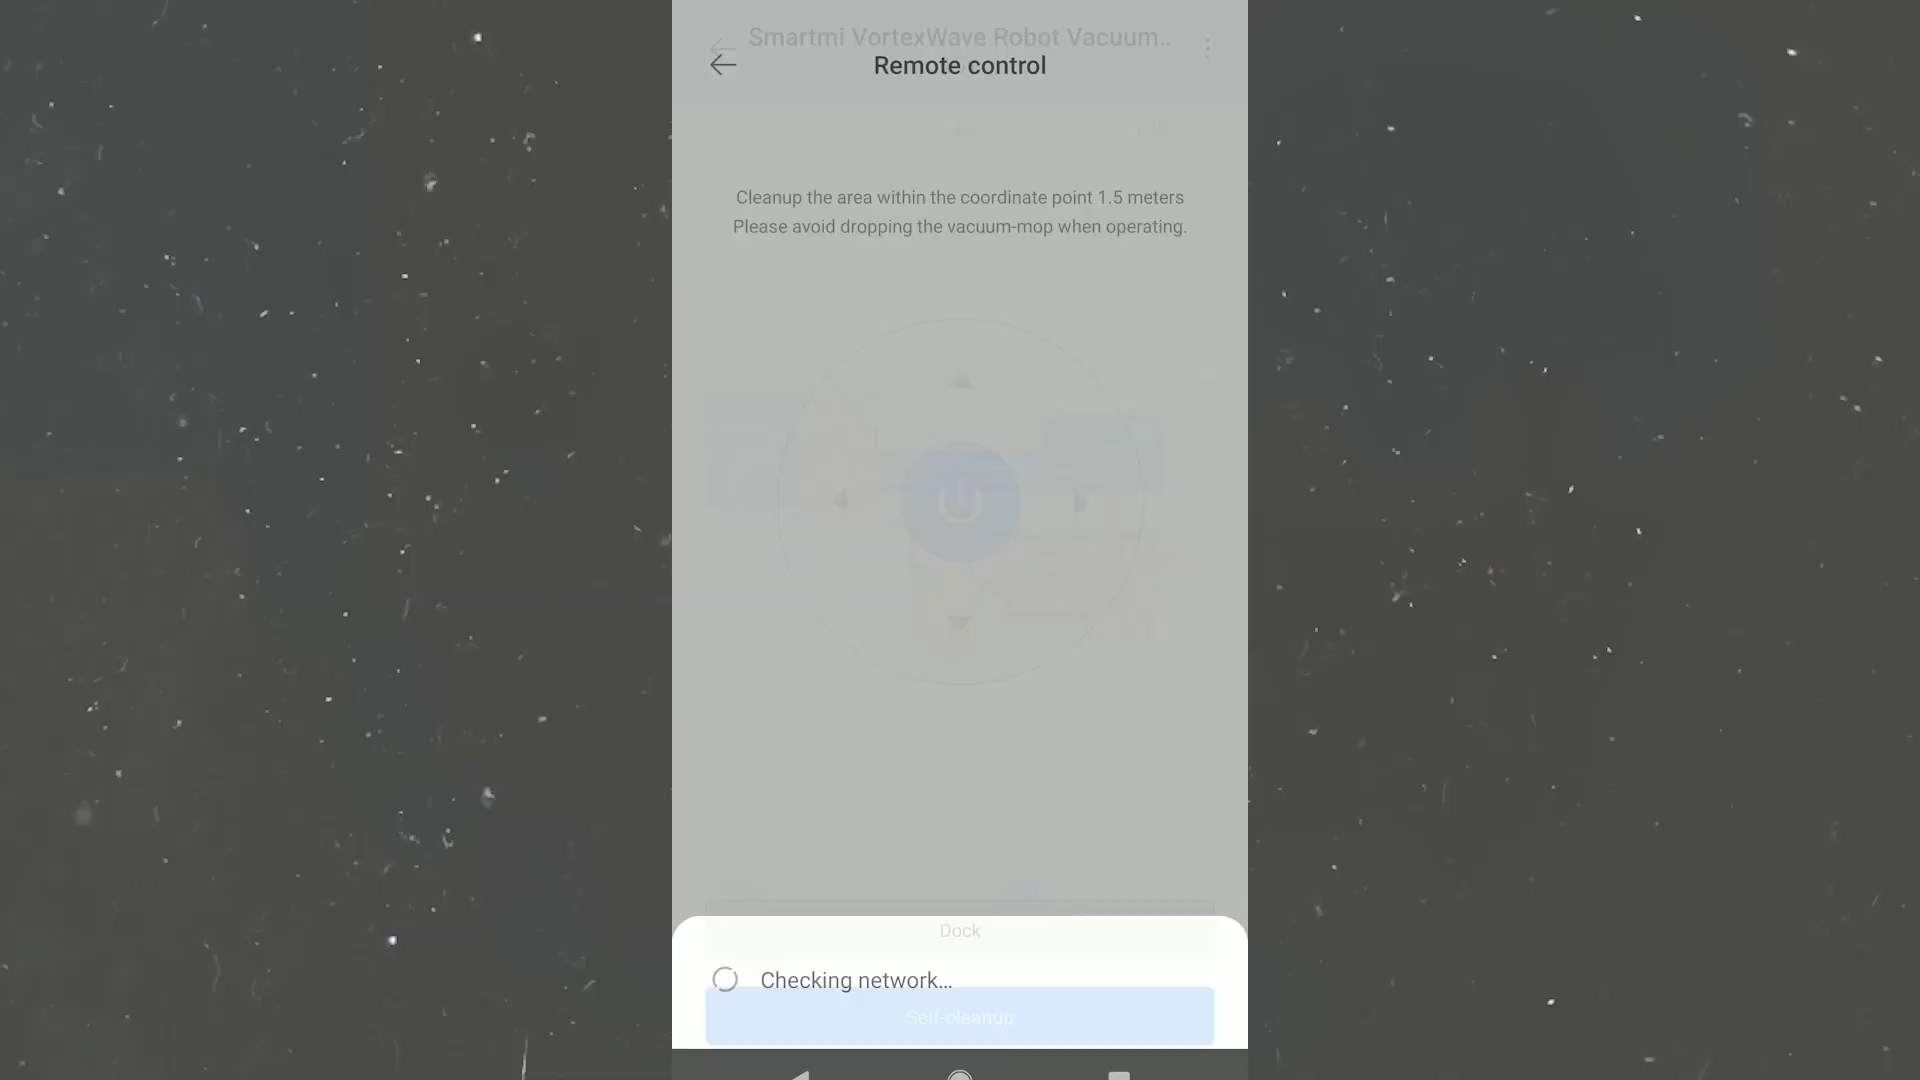 Smartmi VortexWave Robot Vacuum...
Remote control
Cleanup the area within the coordinate point 1.5 meters
Please avoid dropping the vacuum-mop when operating.
Dock
Checking network...
Self-cleanup